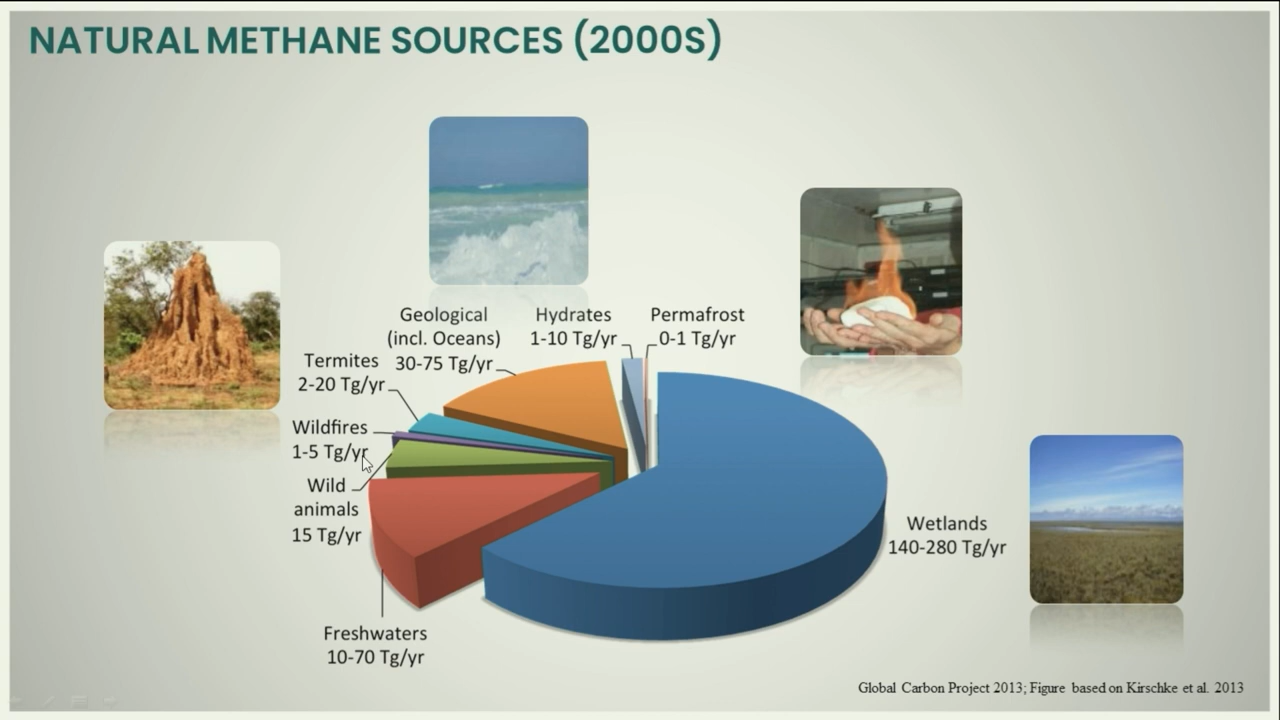 NATURAL METHANE SOURCES (2000S)
Geological
(incl. Oceans)
30-75 Tg/yr
Hydrates
1-10 Tg/yr
Permafrost
0-1 Tg/yr
Termites
2-20 Tg/yr
Wildfires
1-5 Tg/yr
Wild
animals
15 Tg/yr
Wetlands
140-280 Tg/yr
Freshwaters
10-70 Tg/yr
Global Carbon Project 2013; Figure based on Kirschke et al. 2013